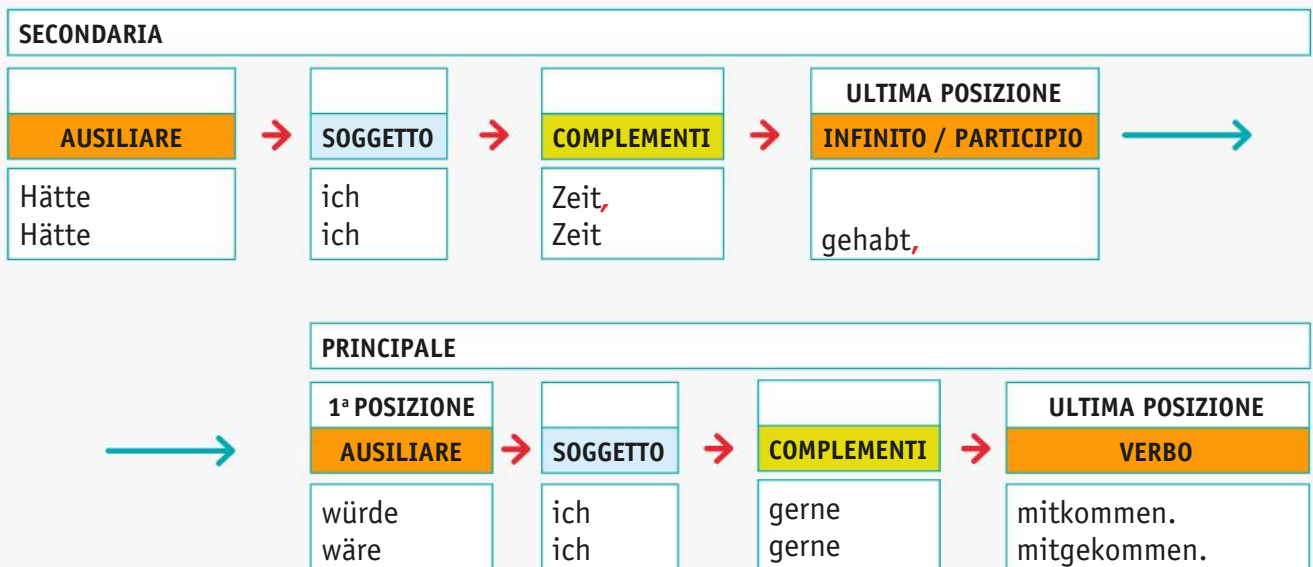 SECONDARIA
ULTIMA POSIZIONE
AUSILIARE → SOGGETTO → COMPLEMENTI → INFINITO / PARTICIPIO →
Hätte ich Zeit,
Hätte ich Zeit gehabt,
→ PRINCIPALE
1ª POSIZIONE ULTIMA POSIZIONE
AUSILIARE → SOGGETTO → COMPLEMENTI → VERBO
würde ich gerne mitkommen.
wäre ich gerne mitgekommen.